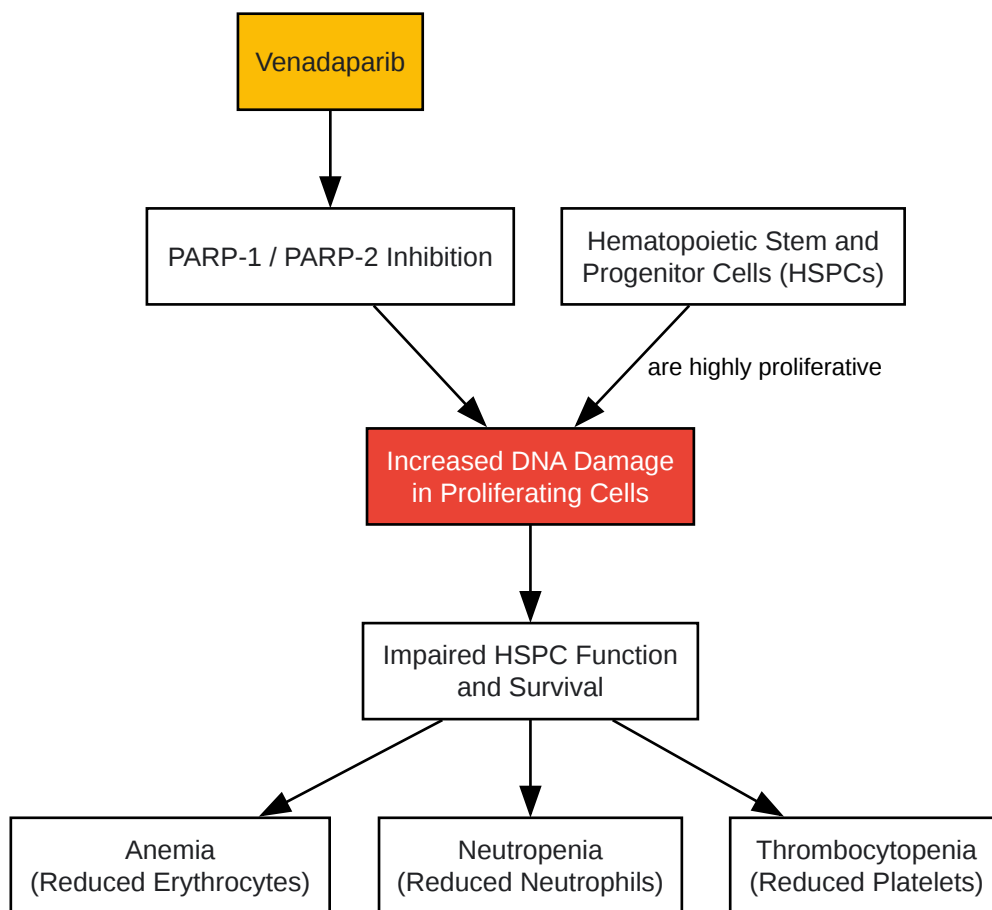 Venadaparib
PARP-1 / PARP-2 Inhibition
Hematopoietic Stem and
Progenitor Cells (HSPCs)
are highly proliferative
Increased DNA Damage
in Proliferating Cells
Impaired HSPC Function
and Survival
Anemia
(Reduced Erythrocytes)
Neutropenia
(Reduced Neutrophils)
Thrombocytopenia
(Reduced Platelets)